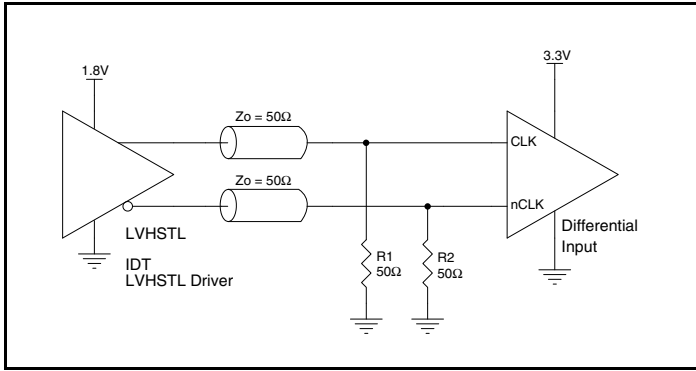 1.8V
3.3V
Zo = 50Ω
CLK
Zo = 50Ω
nCLK
LVHSTL
IDT
LVHSTL Driver
R1
50Ω
R2
50Ω
Differential
Input